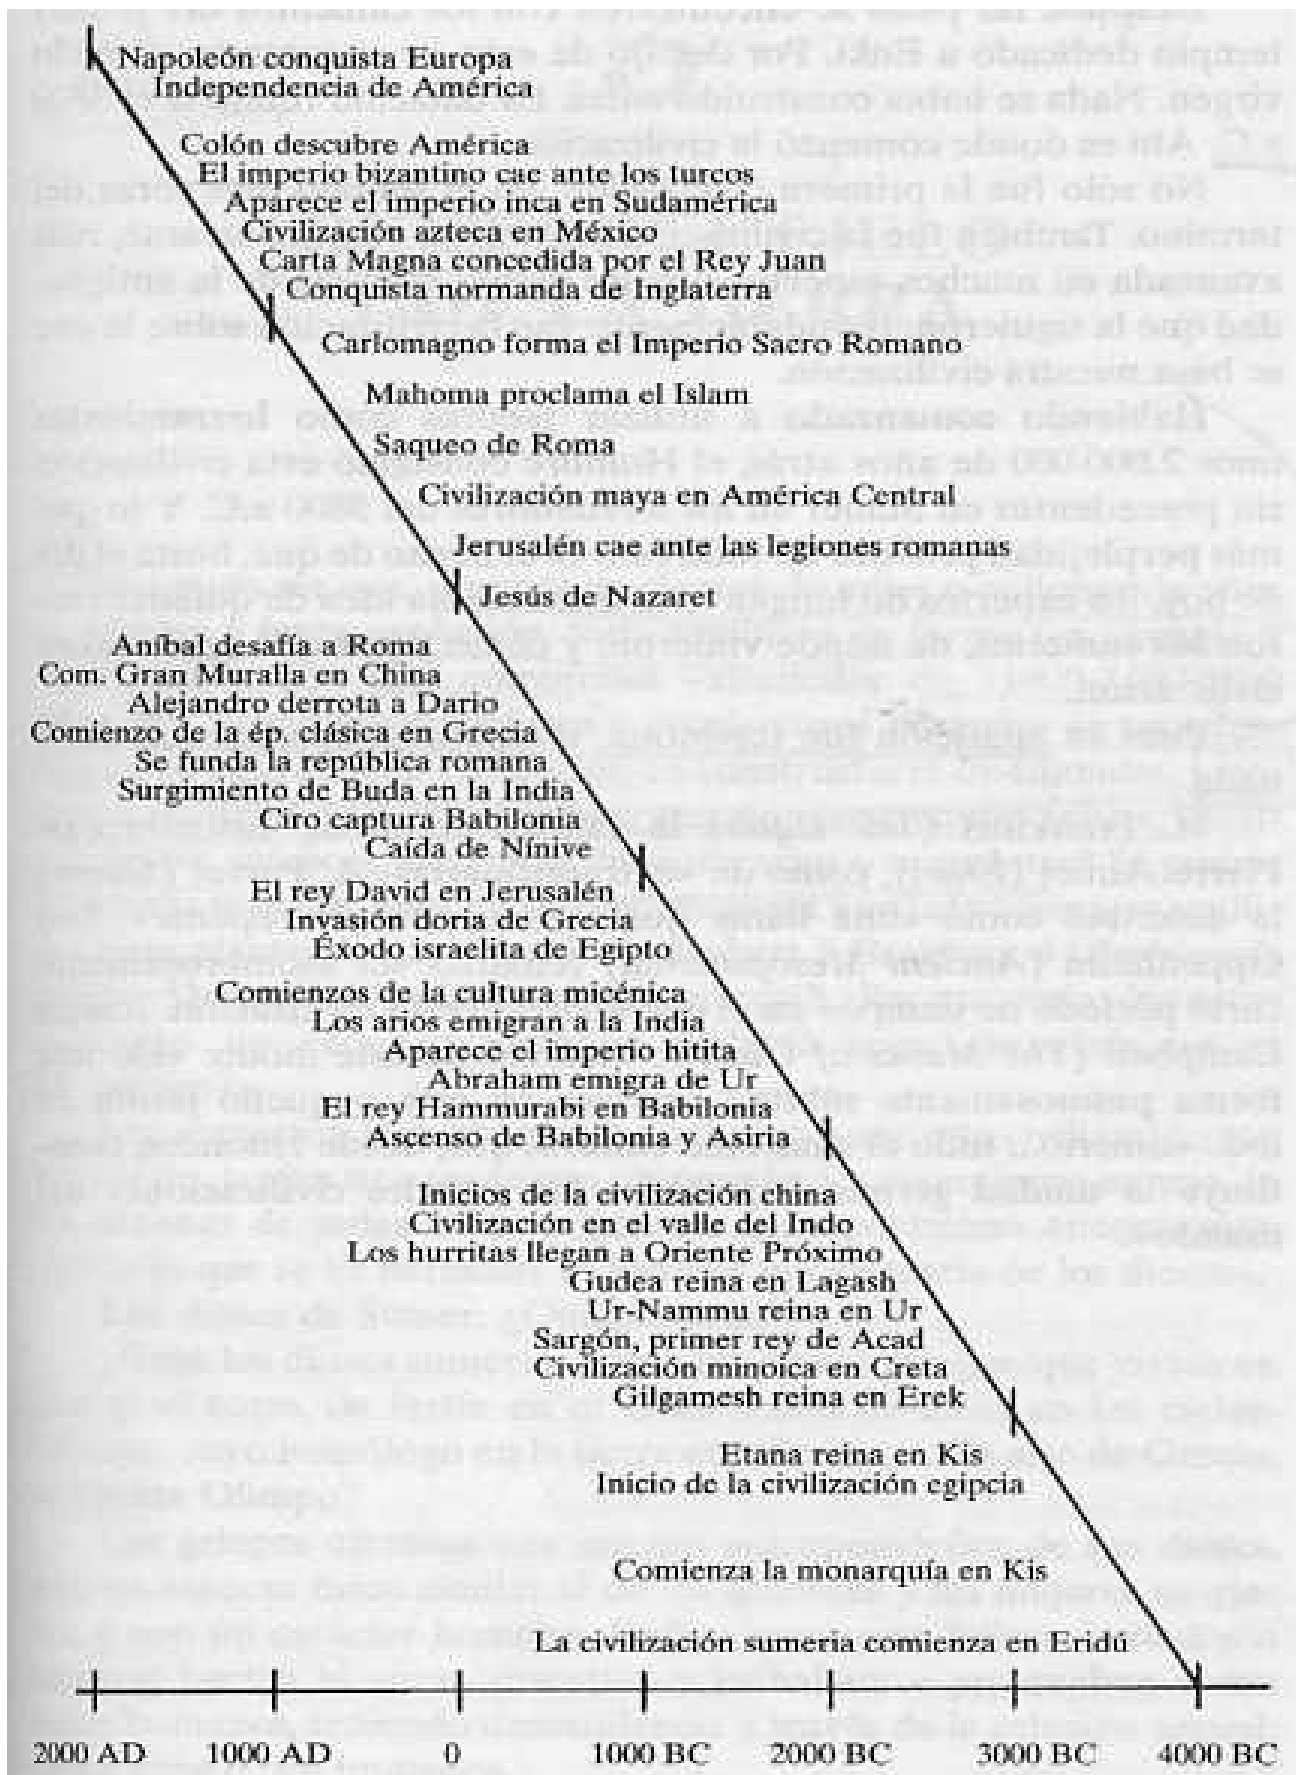 Napoleón conquista Europa
Independencia de América
Colón descubre América
El imperio bizantino cae ante los turcos
Aparece el imperio inca en Sudamérica
Civilización azteca en México
Carta Magna concedida por el Rey Juan
Conquista normanda de Inglaterra
Carlomagno forma el Imperio Sacro Romano
Mahoma proclama el Islam
Saqueo de Roma
Civilización maya en América Central
Jerusalén cae ante las legiones romanas
Jesús de Nazaret
Aníbal desafía a Roma
Com. Gran Muralla en China
Alejandro derrota a Darío
Comienzo de la ép. clásica en Grecia
Se funda la república romana
Surgimiento de Buda en la India
Ciro captura Babilonia
Caída de Nínive
El rey David en Jerusalén
Invasión doria de Grecia
Éxodo israelita de Egipto
Comienzos de la cultura micénica
Los arios emigran a la India
Aparece el imperio hitita
Abraham emigra de Ur
El rey Hammurabi en Babilonia
Ascenso de Babilonia y Asiria
Inicios de la civilización china
Civilización en el valle del Indo
Los hurritas llegan a Oriente Próximo
Gudea reina en Lagash
Ur-Nammu reina en Ur
Sargón, primer rey de Acad
Civilización minoica en Creta
Gilgamesh reina en Erek
Etana reina en Kis
Inicio de la civilización egipcia
Comienza la monarquía en Kis
La civilización sumeria comienza en Eridú
2000 AD 1000 AD 0 1000 BC 2000 BC 3000 BC 4000 BC